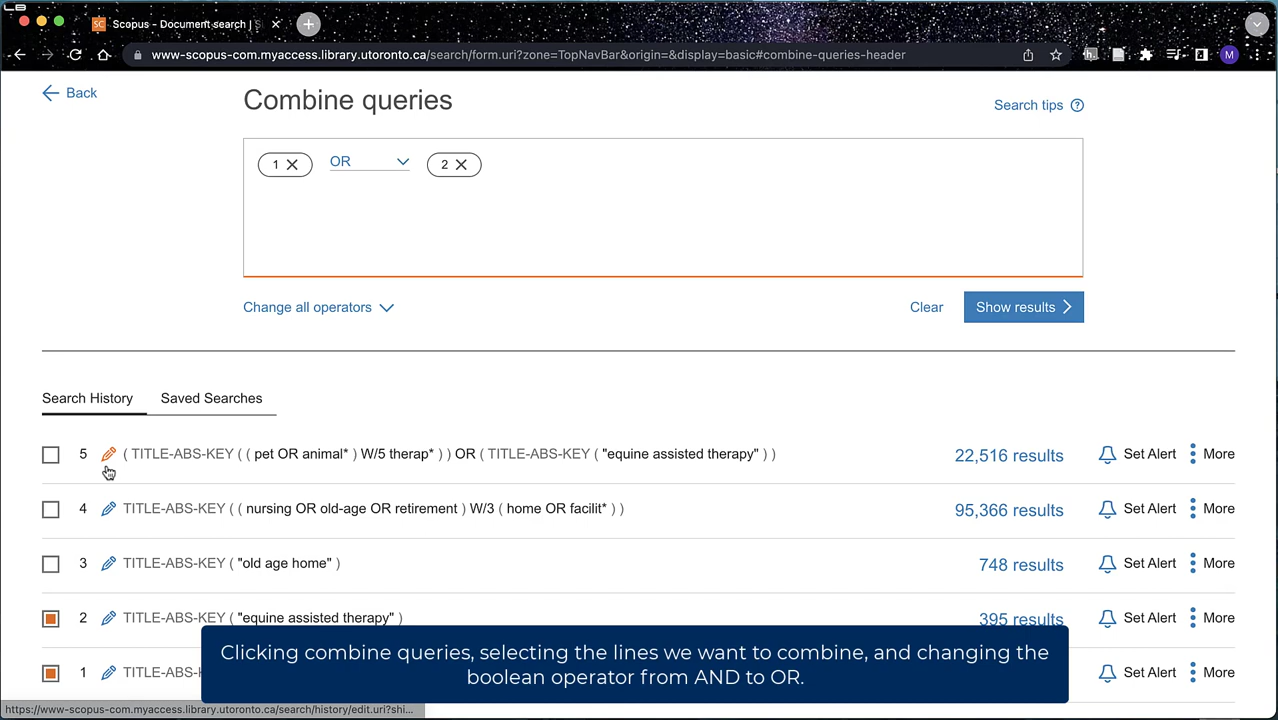 Scopus - Document search | S
www-scopus-com.myaccess.library.utoronto.ca/search/form.uri?zone=TopNavBar&origin=&display=basic#combine-queries-header
M
Back
Combine queries
Search tips
1 OR 2
Change all operators
Clear
Show results
Search History
Saved Searches
5 ( TITLE-ABS-KEY ( ( pet OR animal* ) W/5 therap* ) ) OR ( TITLE-ABS-KEY ( "equine assisted therapy" ) ) 22,516 results Set Alert More
4 TITLE-ABS-KEY ( ( nursing OR old-age OR retirement ) W/3 ( home OR facilit* ) ) 95,366 results Set Alert More
3 TITLE-ABS-KEY ( "old age home" ) 748 results Set Alert More
2 TITLE-ABS-KEY ( "equine assisted therapy" ) 395 results Set Alert More
1 TITLE-ABS-K Set Alert More
Clicking combine queries, selecting the lines we want to combine, and changing the
boolean operator from AND to OR.
https://www-scopus-com.myaccess.library.utoronto.ca/search/history/edit.uri?shi...